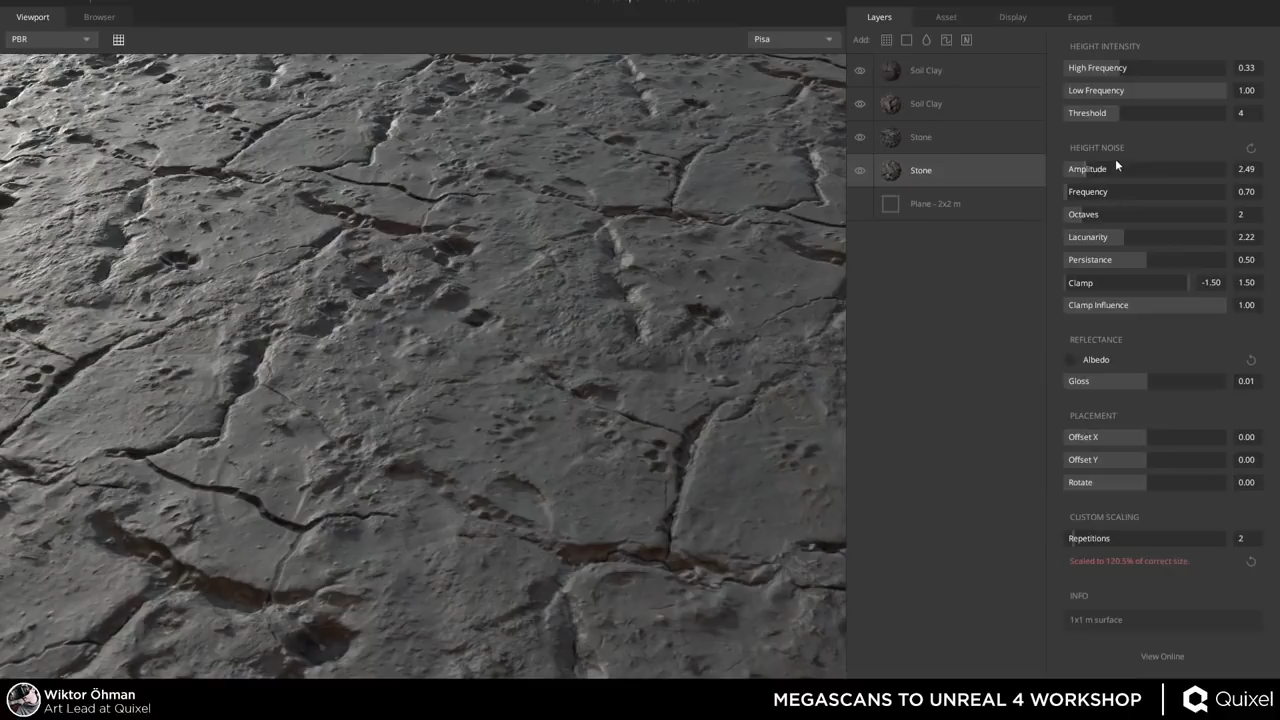 Viewport
Browser
Layers
Asset
Display
Export
PBR
Pisa
Add:
Soil Clay
Soil Clay
Stone
Stone
Plane - 2x2 m
HEIGHT INTENSITY
High Frequency 0.33
Low Frequency 1.00
Threshold 4
HEIGHT NOISE
Amplitude 2.49
Frequency 0.70
Octaves 2
Lacunarity 2.22
Persistance 0.50
Clamp -1.50 1.50
Clamp Influence 1.00
REFLECTANCE
Albedo
Gloss 0.01
PLACEMENT
Offset X 0.00
Offset Y 0.00
Rotate 0.00
CUSTOM SCALING
Repetitions 2
Scaled to 120.5% of correct size.
INFO
1x1 m surface
View Online
Wiktor Öhman
Art Lead at Quixel
MEGASCANS TO UNREAL 4 WORKSHOP
Quixel